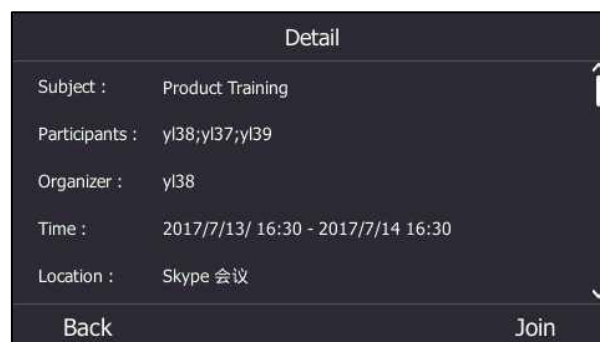 Detail
Subject : Product Training
Participants : yl38;yl37;yl39
Organizer : yl38
Time : 2017/7/13/ 16:30 - 2017/7/14 16:30
Location : Skype 会议
Back Join